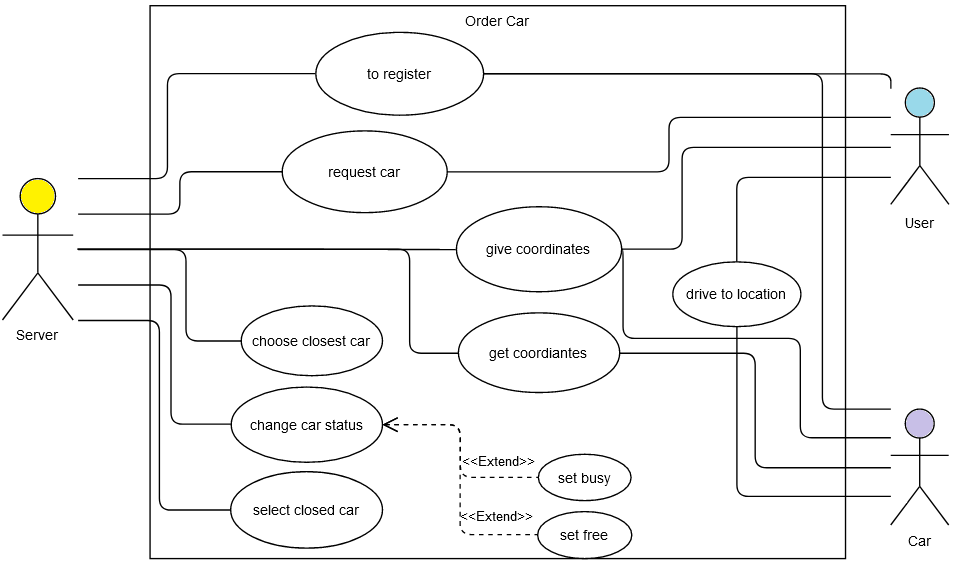 Order Car
to register
request car
User
give coordinates
drive to location
Server
choose closest car
get coordiantes
change car status
<<Extend>>
set busy
select closed car
<<Extend>>
set free
Car